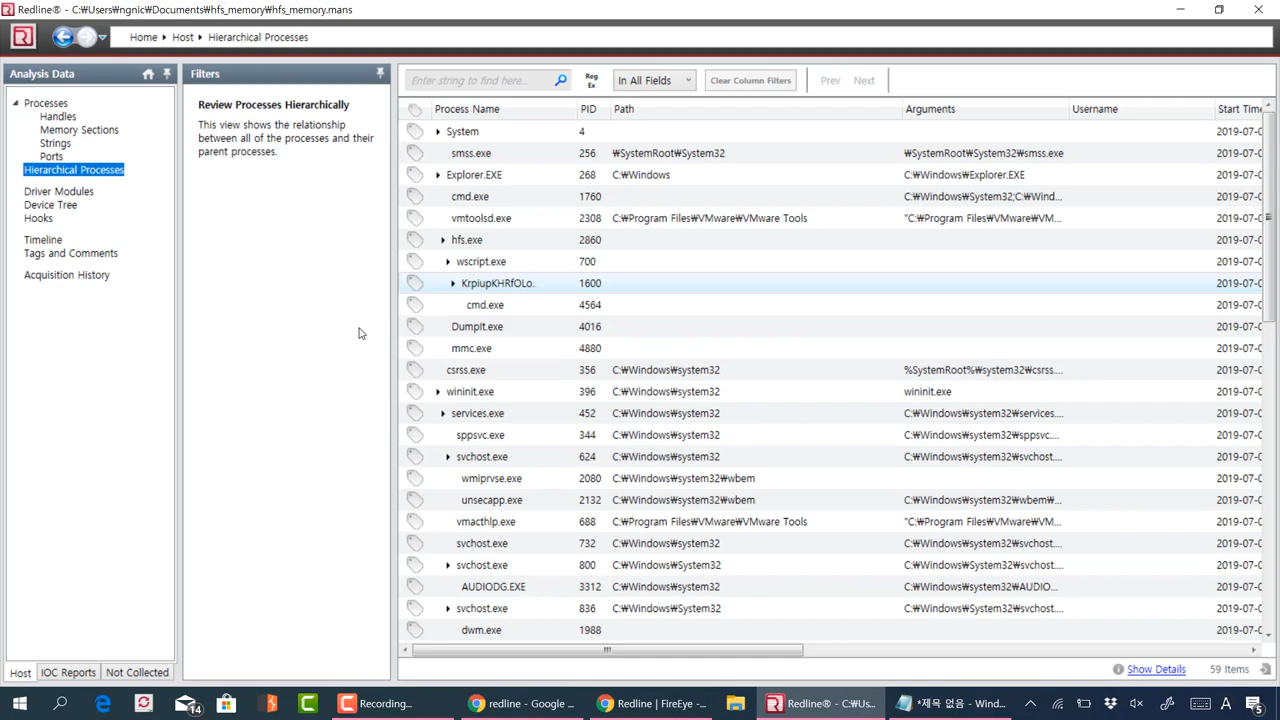 Redline® - C:₩Users₩ngnic₩Documents₩hfs_memory₩hfs_memory.mans
Home Host Hierarchical Processes
Analysis Data
Processes
Handles
Memory Sections
Strings
Ports
Hierarchical Processes
Driver Modules
Device Tree
Hooks
Timeline
Tags and Comments
Acquisition History
Host IOC Reports Not Collected
Filters
Review Processes Hierarchically
This view shows the relationship
between all of the processes and their
parent processes.
Enter string to find here... Reg Ex In All Fields Clear Column Filters Prev Next
Process Name PID Path Arguments Username Start Time
System 4 2019-07-0
smss.exe 256 ₩SystemRoot₩System32 ₩SystemRoot₩System32₩smss.exe 2019-07-0
Explorer.EXE 268 C:₩Windows C:₩Windows₩Explorer.EXE 2019-07-0
cmd.exe 1760 C:₩Windows₩System32;C:₩Wind... 2019-07-0
vmtoolsd.exe 2308 C:₩Program Files₩VMware₩VMware Tools "C:₩Program Files₩VMware₩VM... 2019-07-0
hfs.exe 2860 2019-07-0
wscript.exe 700 2019-07-0
KrpiupKHRfOLo. 1600 2019-07-0
cmd.exe 4564 2019-07-0
DumpIt.exe 4016 2019-07-0
mmc.exe 4880 2019-07-0
csrss.exe 356 C:₩Windows₩system32 %SystemRoot%₩system32₩csrss.... 2019-07-0
wininit.exe 396 C:₩Windows₩system32 wininit.exe 2019-07-0
services.exe 452 C:₩Windows₩system32 C:₩Windows₩system32₩services.... 2019-07-0
sppsvc.exe 344 C:₩Windows₩system32 C:₩Windows₩system32₩sppsvc.... 2019-07-0
svchost.exe 624 C:₩Windows₩system32 C:₩Windows₩system32₩svchost.... 2019-07-0
wmiprvse.exe 2080 C:₩Windows₩system32₩wbem 2019-07-0
unsecapp.exe 2132 C:₩Windows₩system32₩wbem C:₩Windows₩system32₩wbem₩... 2019-07-0
vmacthlp.exe 688 C:₩Program Files₩VMware₩VMware Tools "C:₩Program Files₩VMware₩VM... 2019-07-0
svchost.exe 732 C:₩Windows₩system32 C:₩Windows₩system32₩svchost.... 2019-07-0
svchost.exe 800 C:₩Windows₩System32 C:₩Windows₩System32₩svchost.... 2019-07-0
AUDIODG.EXE 3312 C:₩Windows₩system32 C:₩Windows₩system32₩AUDIO... 2019-07-0
svchost.exe 836 C:₩Windows₩System32 C:₩Windows₩System32₩svchost.... 2019-07-0
dwm.exe 1988 2019-07-0
Show Details 59 Items
14 Recording... redline - Google ... Redline | FireEye -... Redline® - C:₩Us... *제목 없음 - Wind... A 5